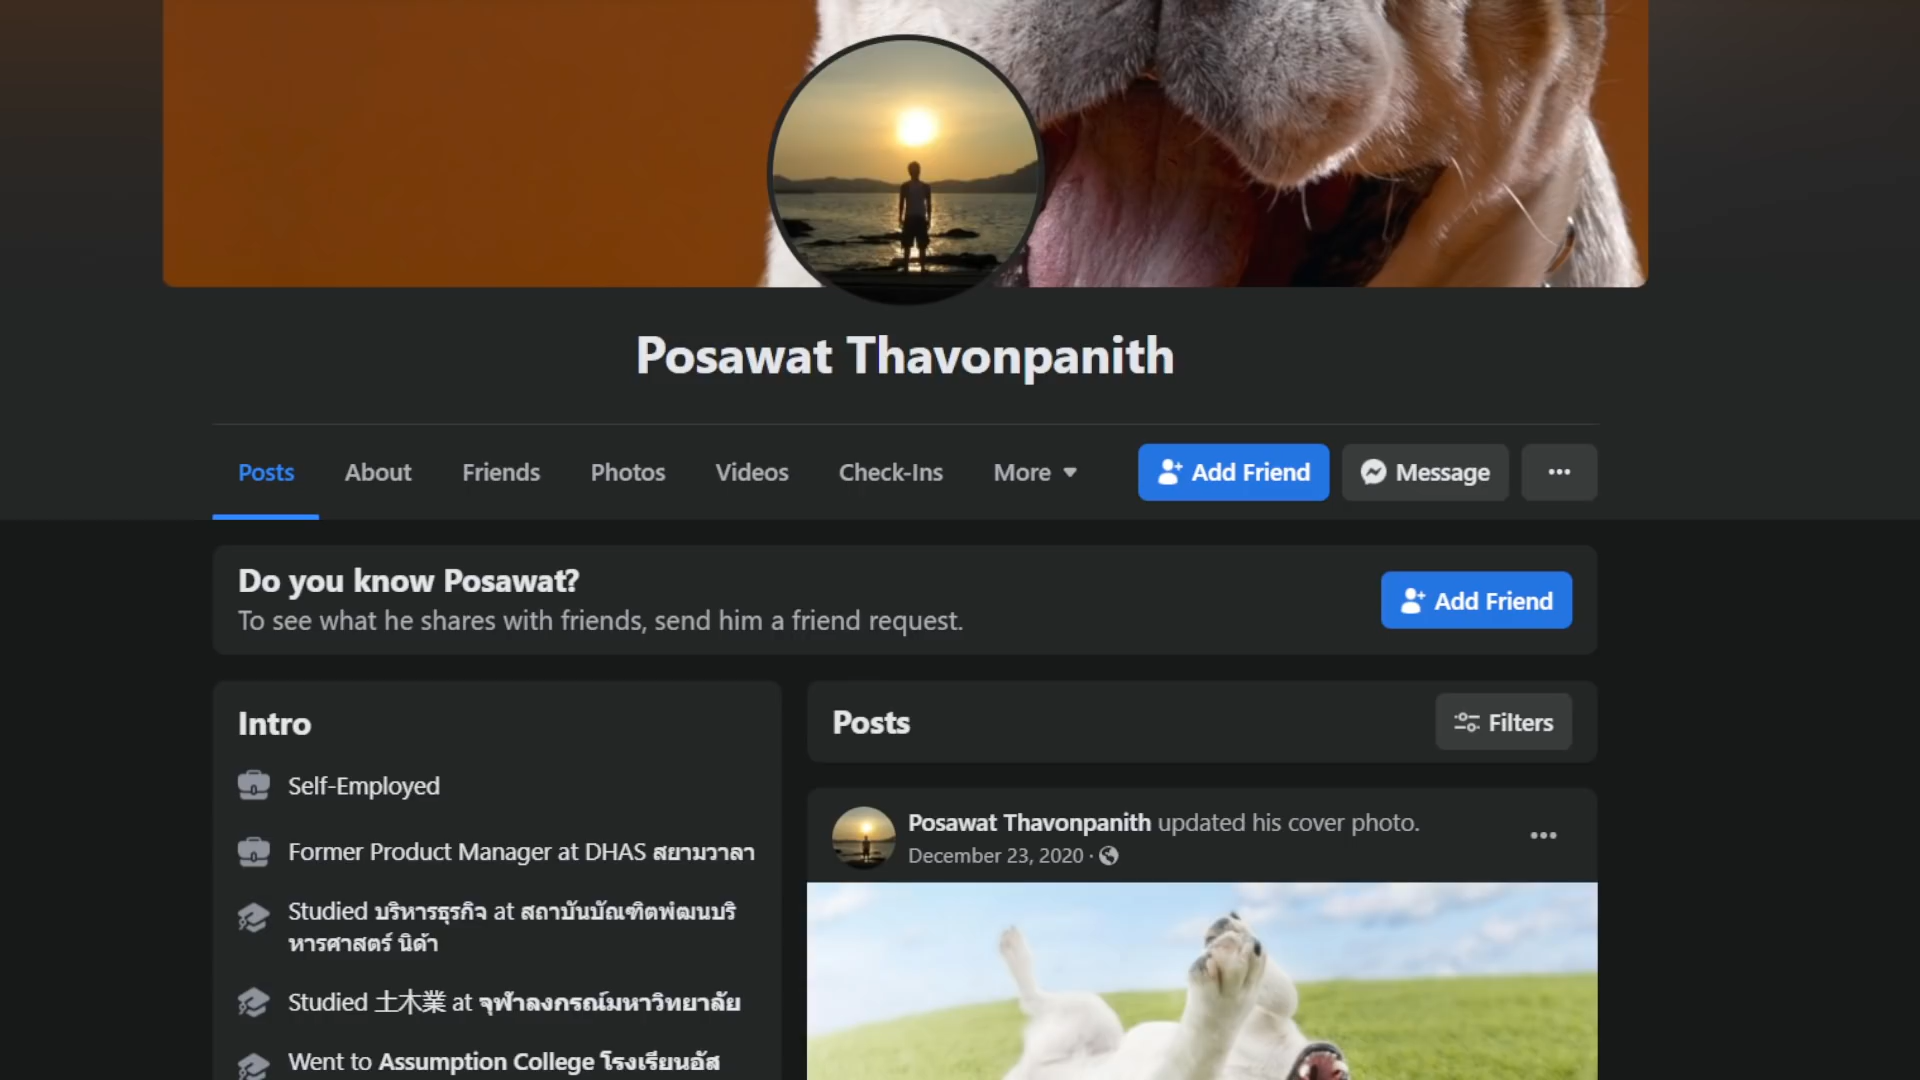 Posawat Thavonpanith
Posts
About
Friends
Photos
Videos
Check-Ins
More
Add Friend
Message
Do you know Posawat?
To see what he shares with friends, send him a friend request.
Add Friend
Intro
Self-Employed
Former Product Manager at DHAS สยามวาลา
Studied บริหารธุรกิจ at สถาบันบัณฑิตพัฒนบริ
หารศาสตร์ นิด้า
Studied 土木業 at จุฬาลงกรณ์มหาวิทยาลัย
Went to Assumption College โรงเรียนอัส
Posts
Filters
Posawat Thavonpanith updated his cover photo.
December 23, 2020 ·